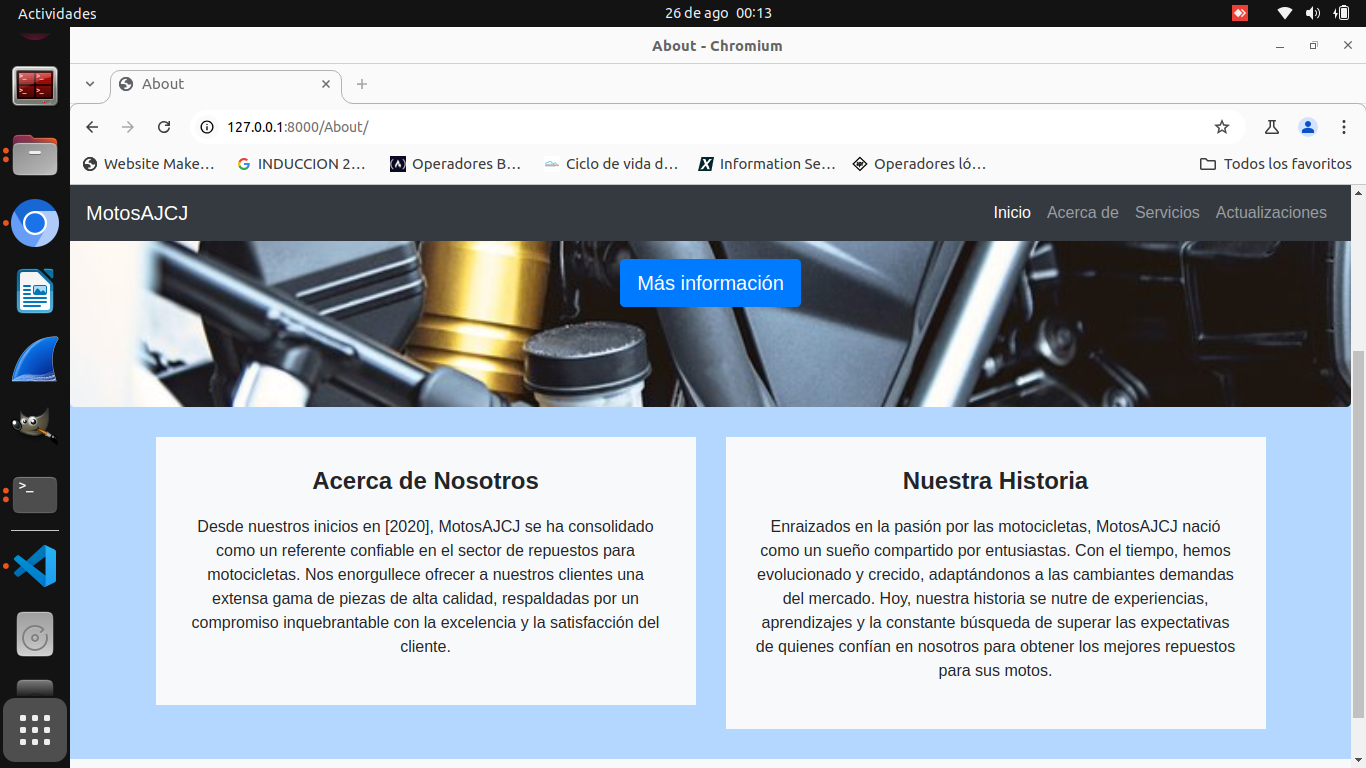 Actividades
26 de ago 00:13
About - Chromium
About
127.0.0.1:8000/About/
Website Make...
INDUCCION 2...
Operadores B...
Ciclo de vida d...
Information Se...
Operadores ló...
Todos los favoritos
MotosAJCJ
Inicio
Acerca de
Servicios
Actualizaciones
Más información
Acerca de Nosotros
Desde nuestros inicios en [2020], MotosAJCJ se ha consolidado
como un referente confiable en el sector de repuestos para
motocicletas. Nos enorgullece ofrecer a nuestros clientes una
extensa gama de piezas de alta calidad, respaldadas por un
compromiso inquebrantable con la excelencia y la satisfacción del
cliente.
Nuestra Historia
Enraizados en la pasión por las motocicletas, MotosAJCJ nació
como un sueño compartido por entusiastas. Con el tiempo, hemos
evolucionado y crecido, adaptándonos a las cambiantes demandas
del mercado. Hoy, nuestra historia se nutre de experiencias,
aprendizajes y la constante búsqueda de superar las expectativas
de quienes confían en nosotros para obtener los mejores repuestos
para sus motos.